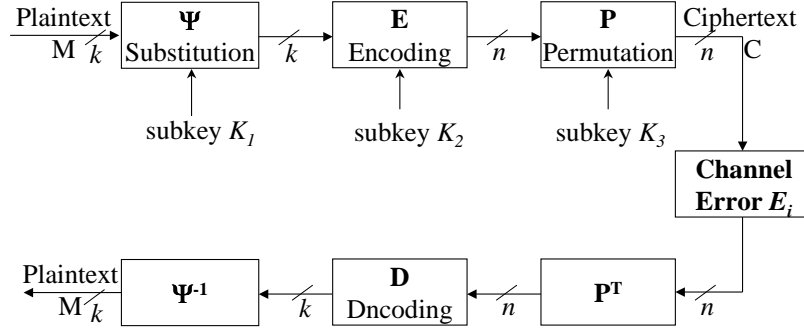 Plaintext
M k
Ψ
Substitution
k
E
Encoding
n
P
Permutation
Ciphertext
n C
subkey K1
subkey K2
subkey K3
Channel
Error Ei
Plaintext
M k
Ψ-1
k
D
Dncoding
n
PT
n